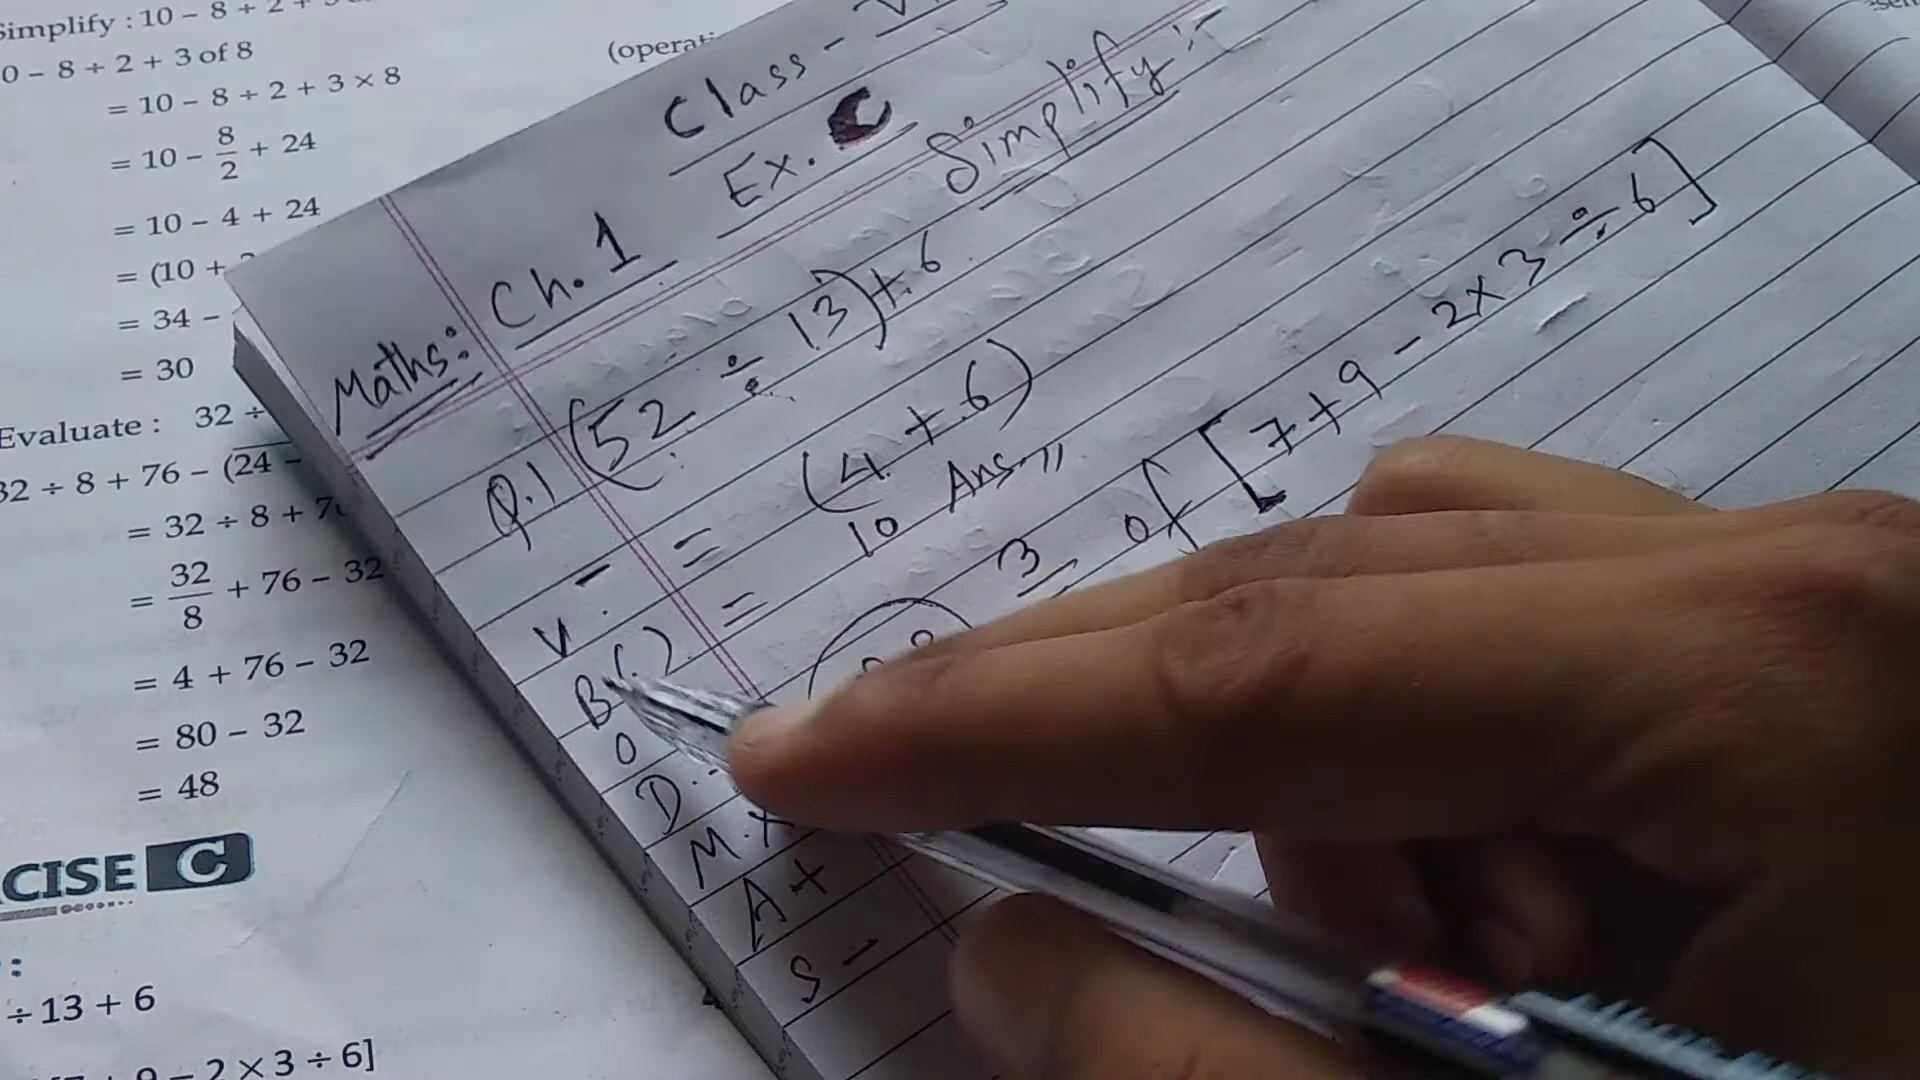 Simplify : 10 – 8 ÷ 2 +
0 – 8 ÷ 2 + 3 of 8
= 10 – 8 ÷ 2 + 3 × 8
= 10 – 8/2 + 24
= 10 – 4 + 24
= (10 +
= 34 –
= 30
Evaluate : 32 ÷
32 ÷ 8 + 76 – (24 –
= 32 ÷ 8 +
= 32/8 + 76 – 32
= 4 + 76 – 32
= 80 – 32
= 48
CISE C
:
÷ 13 + 6
+ 9 – 2 × 3 ÷ 6]
Class -
Ex. C
Maths: Ch. 1
Simplify :-
Q.1 (52 ÷ 13) + 6
= (4 + 6)
= 10 Ans. //
3 of [7 + 9 - 2 × 3 ÷ 6]
V. -
B ( )
O
D. -
M. ×
A +
S -